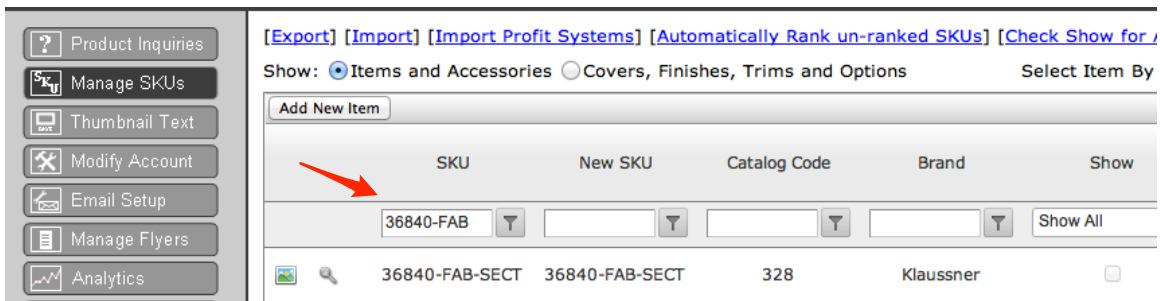 Product Inquiries
SKU Manage SKUs
SAVE Thumbnail Text
Modify Account
Email Setup
Manage Flyers
Analytics
[Export] [Import] [Import Profit Systems] [Automatically Rank un-ranked SKUs] [Check Show for
Show: Items and Accessories Covers, Finishes, Trims and Options Select Item By
Add New Item
SKU New SKU Catalog Code Brand Show
36840-FAB Show All
36840-FAB-SECT 36840-FAB-SECT 328 Klaussner